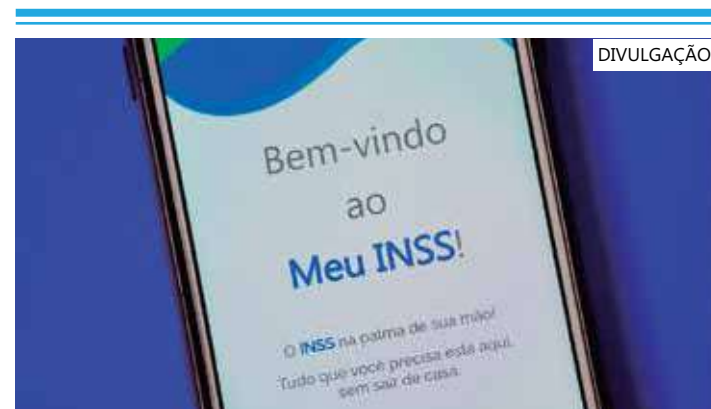 DIVULGAÇÃO
Bem-vindo
ao
Meu INSS!
O INSS na palma de sua mão!
Tudo que você precisa está aqui,
sem sair de casa.